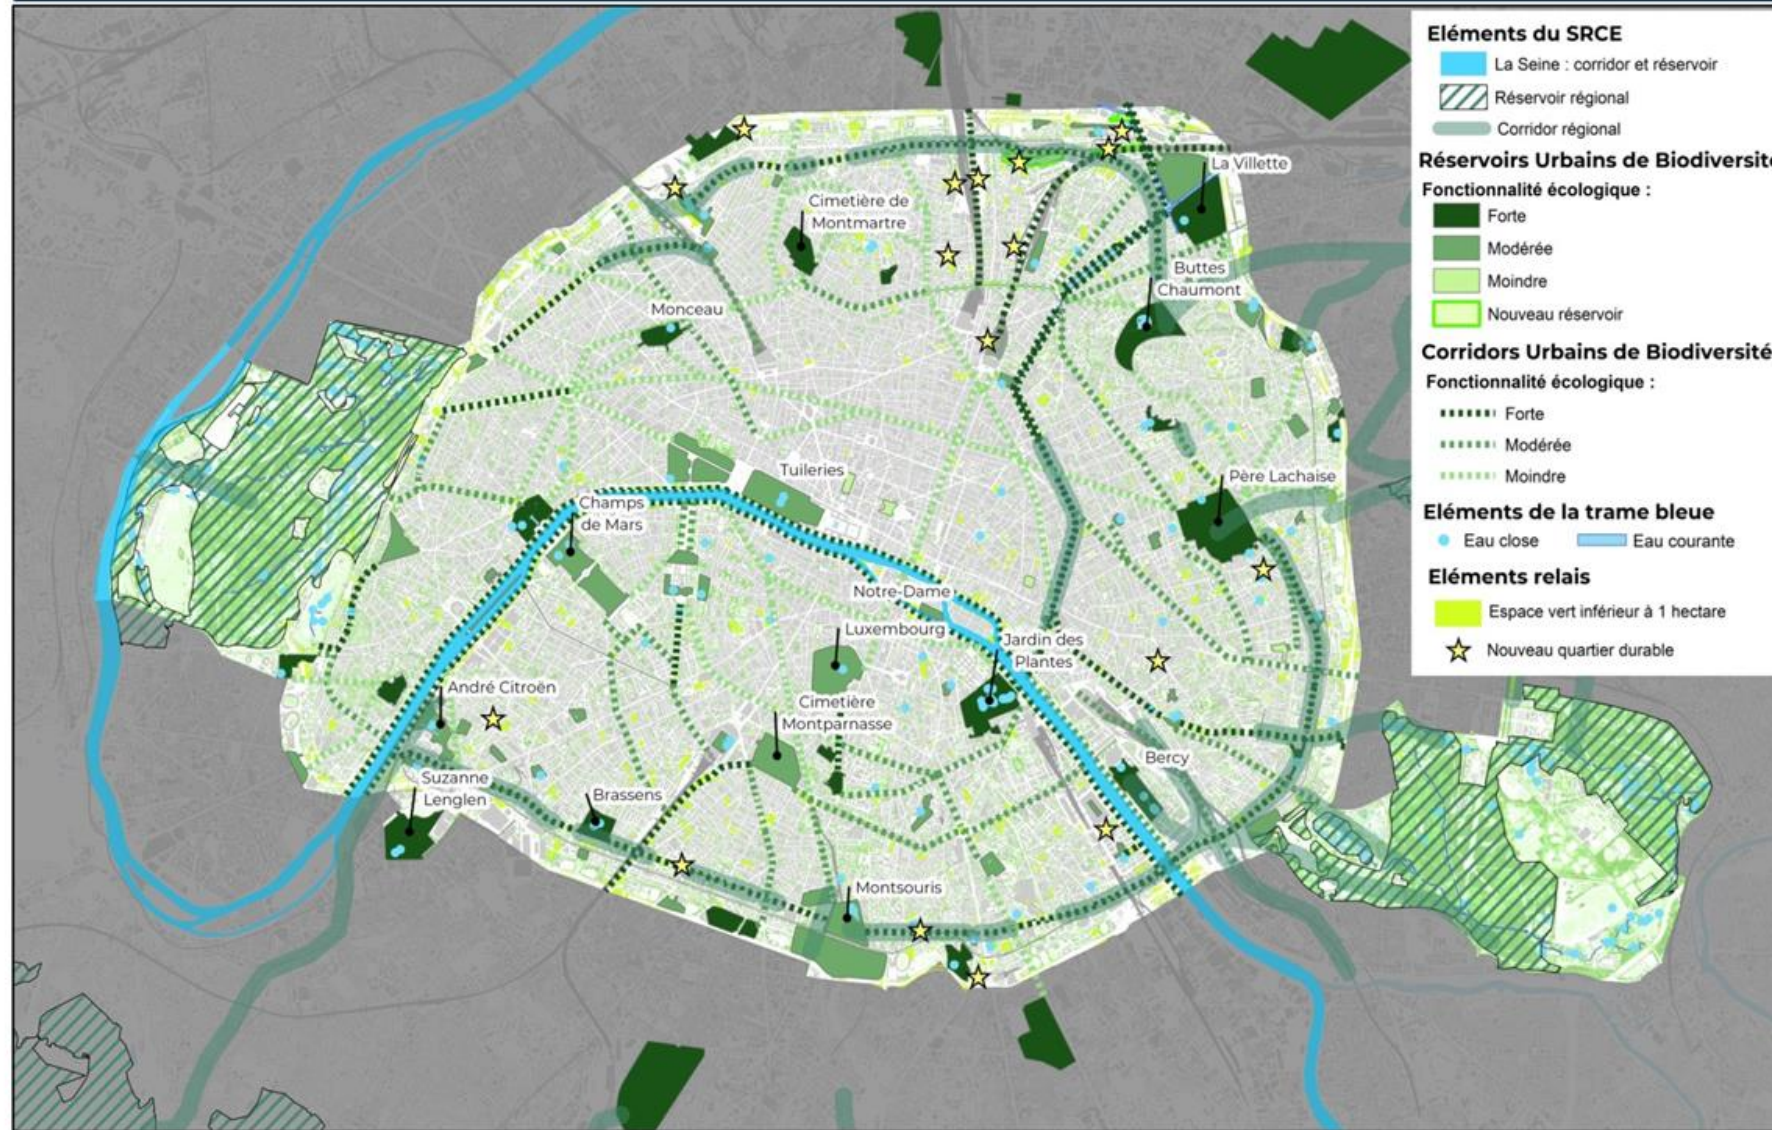 La Villette
Cimetière de
Montmartre
Buttes
Chaumont
Monceau
Tuileries
Père Lachaise
Champs
de Mars
Notre-Dame
Luxembourg
Jardin des
Plantes
André Citroën
Cimetière
Montparnasse
Bercy
Suzanne
Lenglen
Brassens
Montsouris
Eléments du SRCE
La Seine : corridor et réservoir
Réservoir régional
Corridor régional
Réservoirs Urbains de Biodiversité
Fonctionnalité écologique :
Forte
Modérée
Moindre
Nouveau réservoir
Corridors Urbains de Biodiversité
Fonctionnalité écologique :
Forte
Modérée
Moindre
Eléments de la trame bleue
Eau close
Eau courante
Eléments relais
Espace vert inférieur à 1 hectare
Nouveau quartier durable